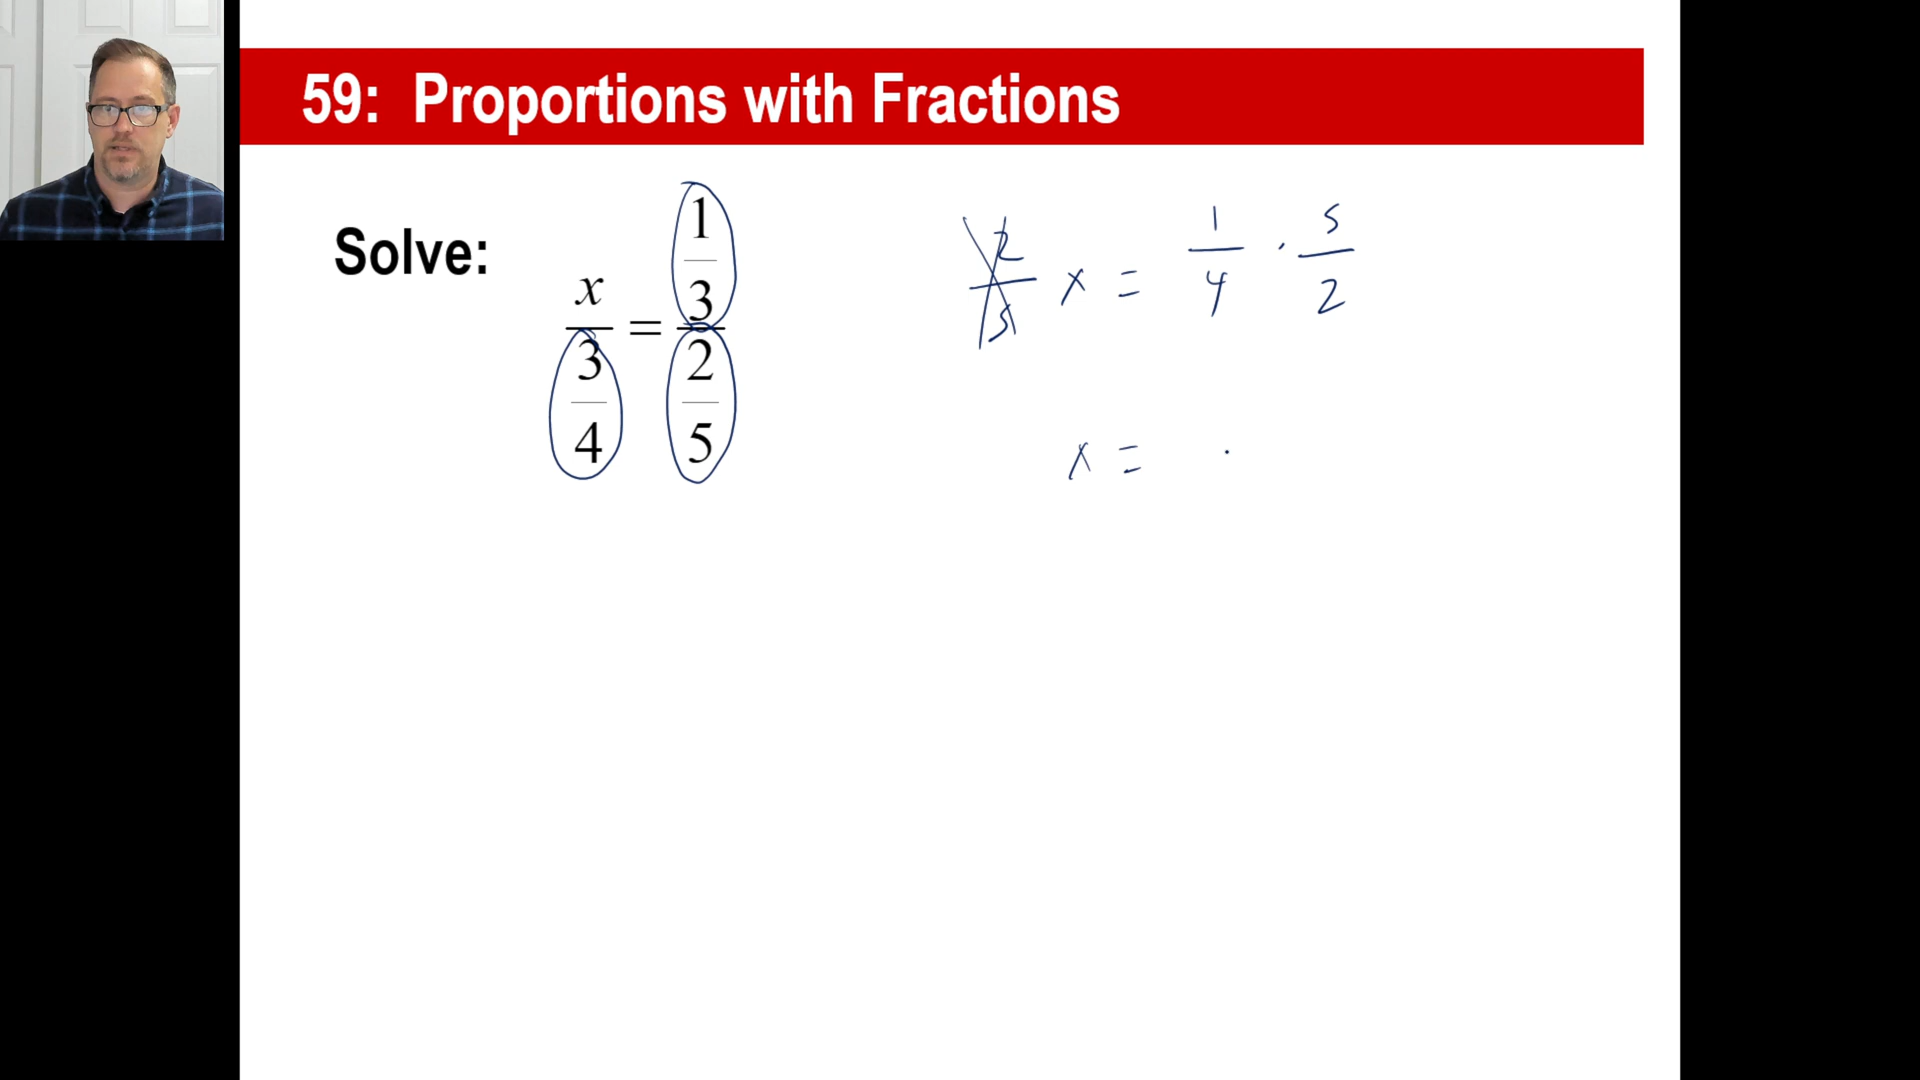 59: Proportions with Fractions
Solve:
x/(3/4) = (1/3)/(2/5)
2/5 x = 1/4 · 5/2
x = ·